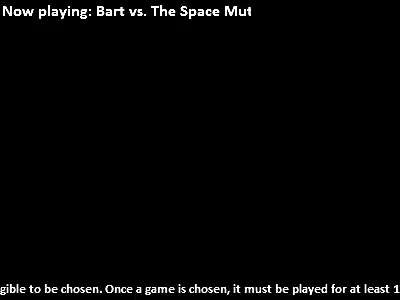 Now playing: Bart vs. The Space Mut
gible to be chosen. Once a game is chosen, it must be played for at least 1